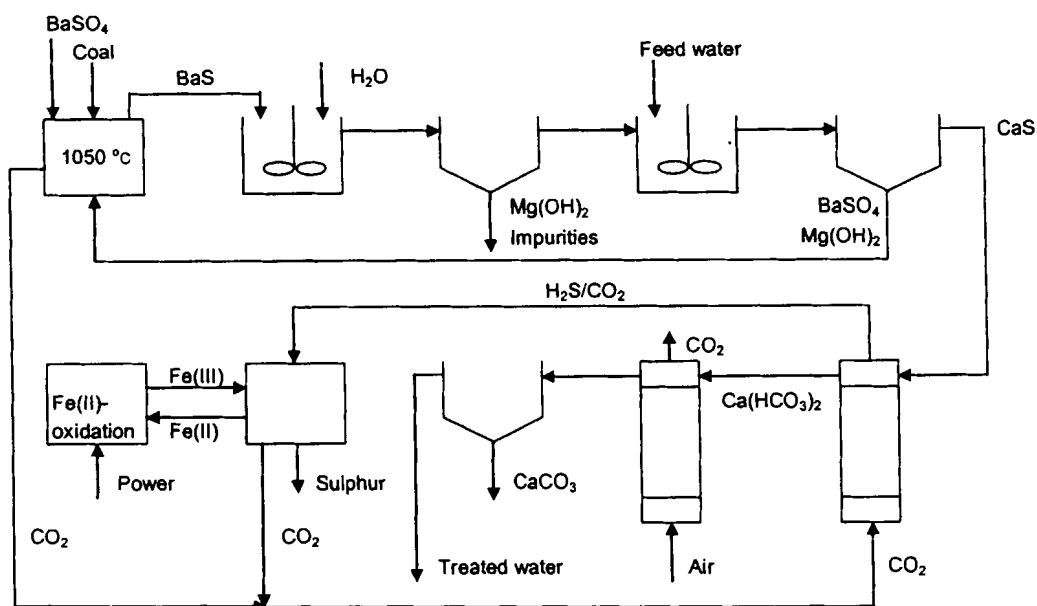 BaSO₄
Coal
BaS
H₂O
Feed water
CaS
1050 °C
Mg(OH)₂
Impurities
BaSO₄
Mg(OH)₂
H₂S/CO₂
CO₂
Fe(III)
Fe(II)-
oxidation
Fe(II)
Ca(HCO₃)₂
Power
Sulphur
CaCO₃
CO₂
CO₂
Treated water
Air
CO₂